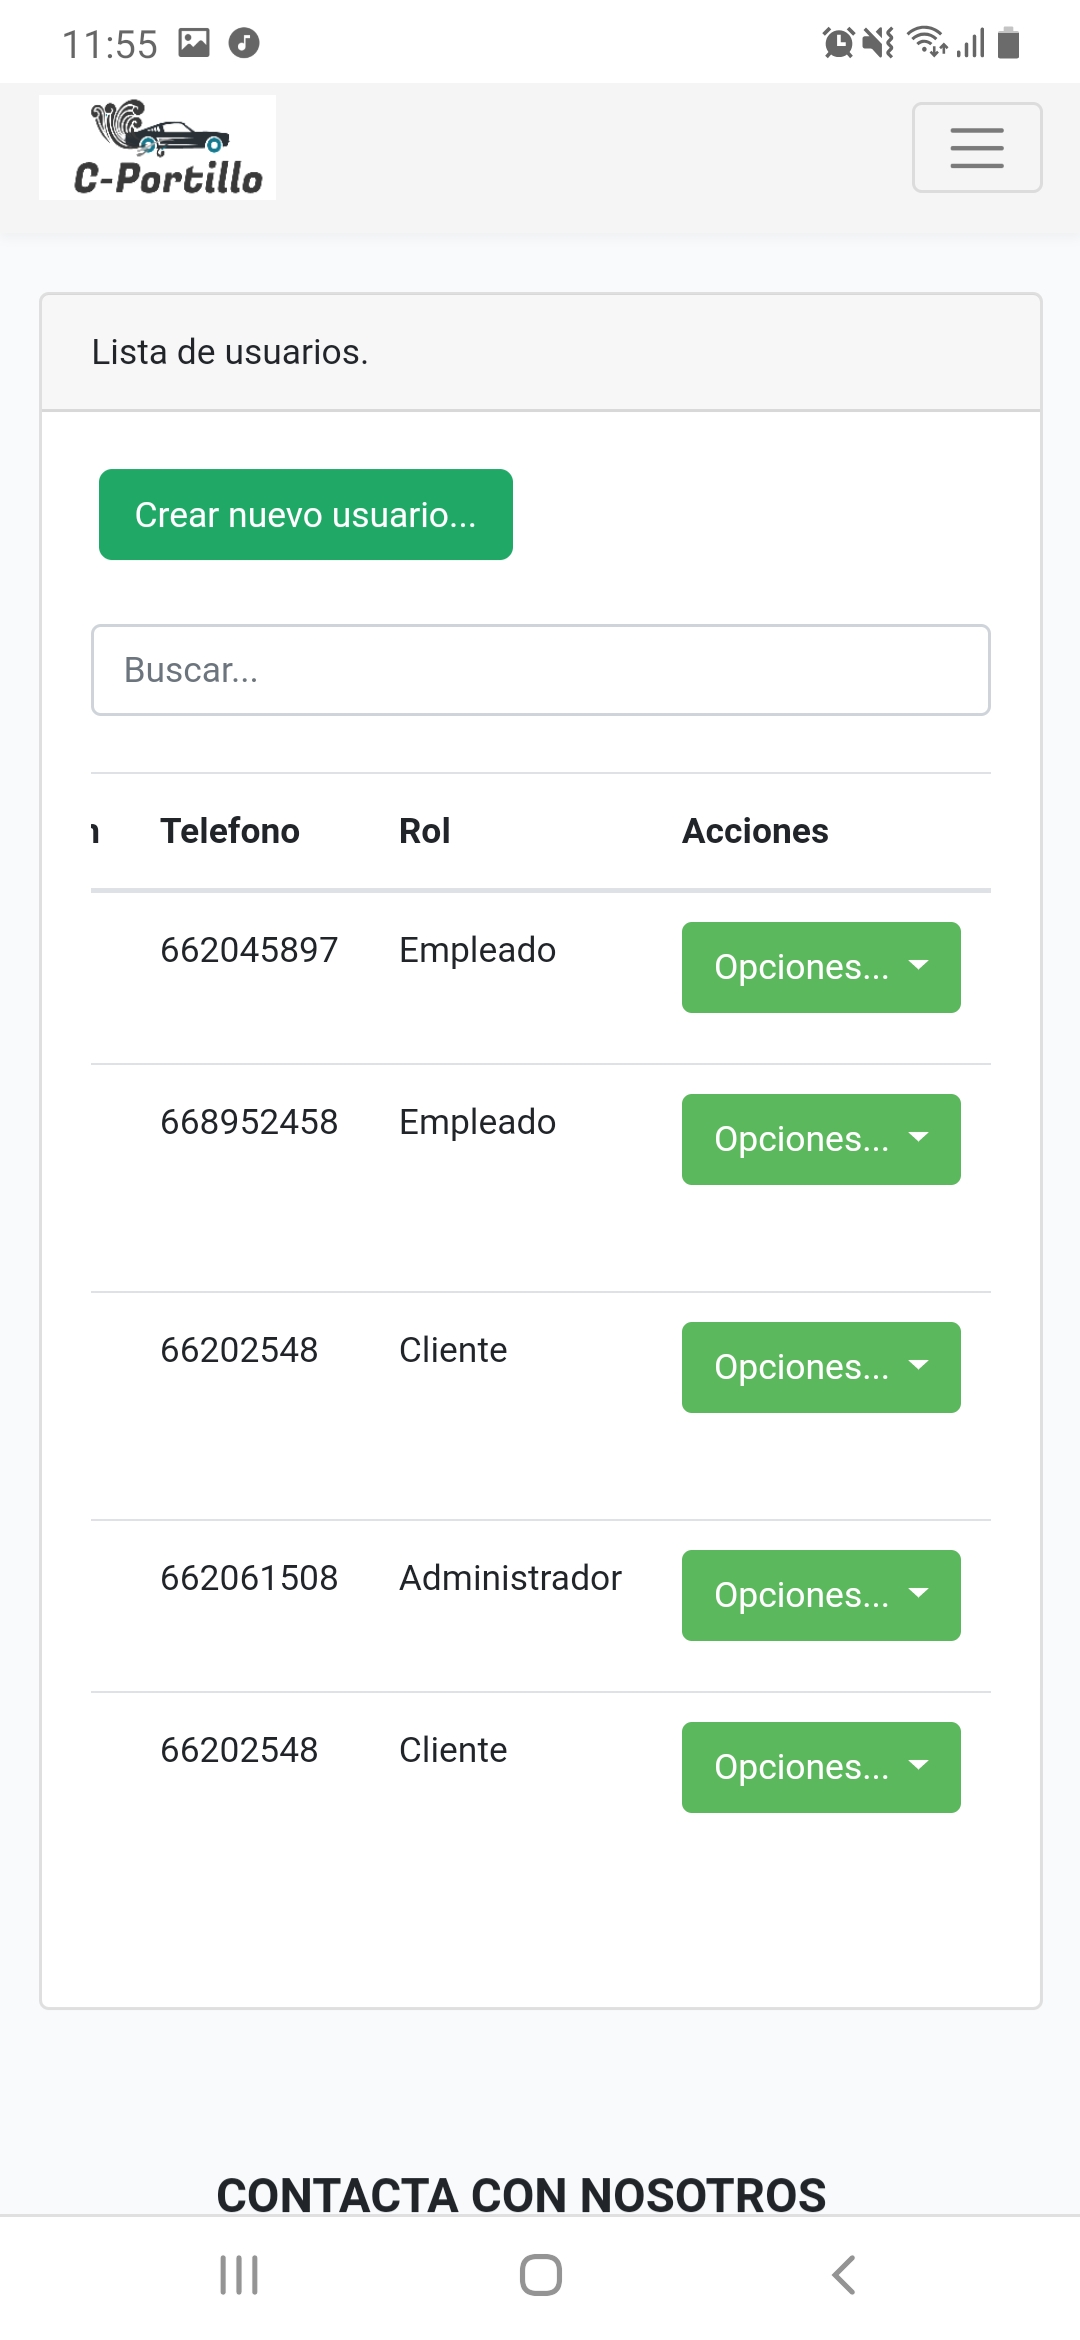 11:55
C-Portillo
Lista de usuarios.
Crear nuevo usuario...
Buscar...
n Telefono Rol Acciones
662045897 Empleado Opciones...
668952458 Empleado Opciones...
66202548 Cliente Opciones...
662061508 Administrador Opciones...
66202548 Cliente Opciones...
CONTACTA CON NOSOTROS